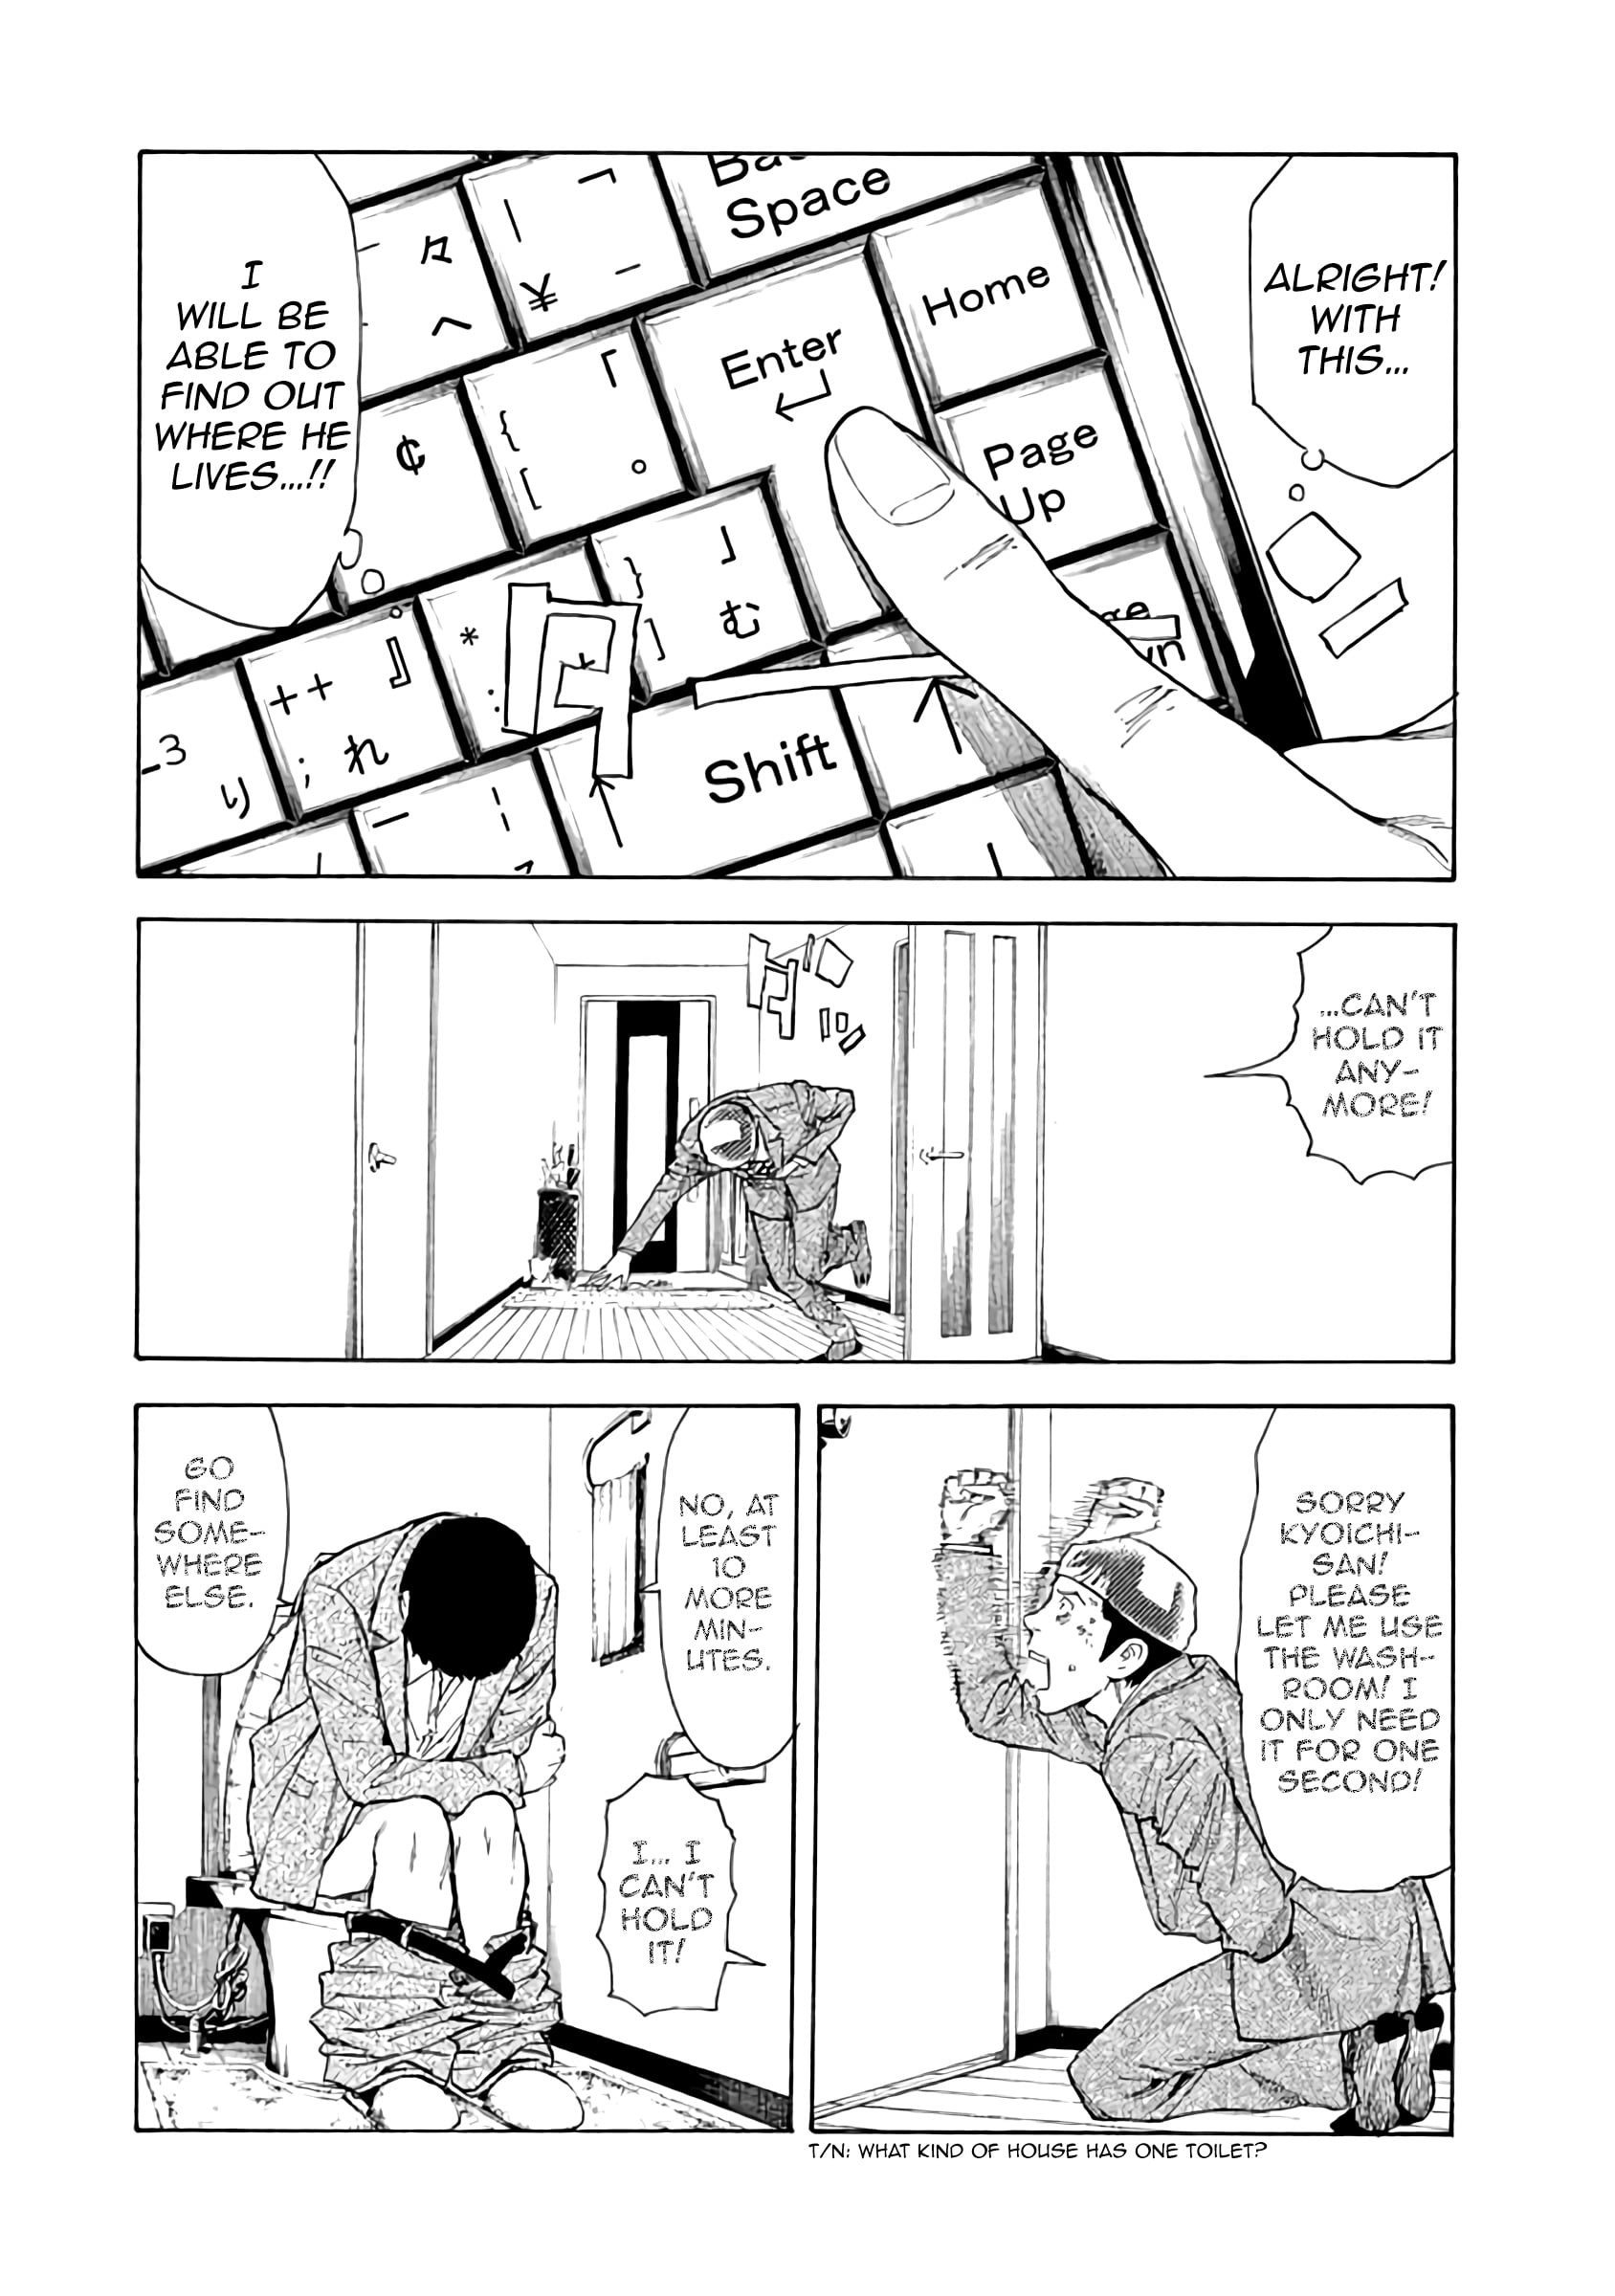 ALRIGHT!
WITH
THIS...
I
WILL BE
ABLE TO
FIND OUT
WHERE HE
LIVES...!!
Space
Home
Enter
Page
Up
Shift
む
れ
り
...CAN'T
HOLD IT
ANY-
MORE!
SORRY
KYOICHI-
SAN!
PLEASE
LET ME USE
THE WASH-
ROOM! I
ONLY NEED
IT FOR ONE
SECOND!
NO, AT
LEAST
10
MORE
MIN-
UTES.
I... I
CAN'T
HOLD
IT!
GO
FIND
SOME-
WHERE
ELSE.
T/N: WHAT KIND OF HOUSE HAS ONE TOILET?